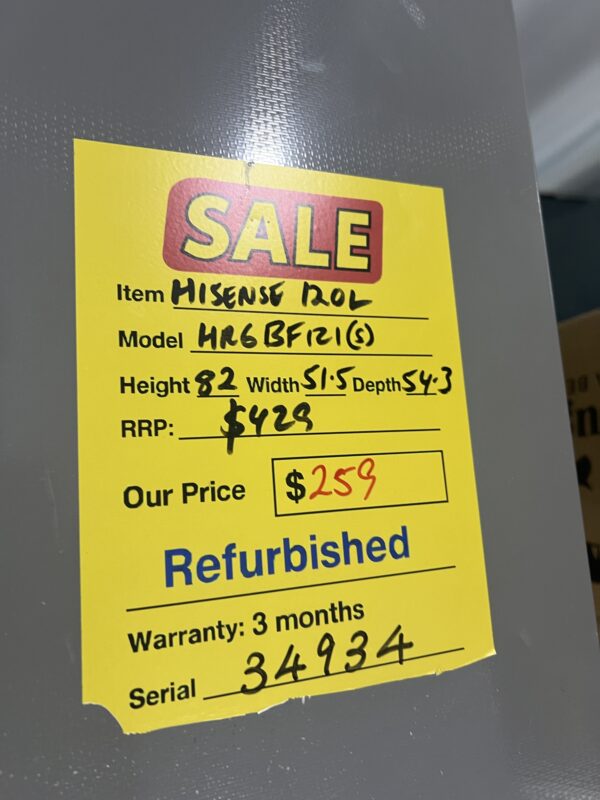 SALE
Item HISENSE 120L
Model HR6BF121(S)
Height 82 Width 51.5 Depth 54.3
RRP: $429
Our Price $259
Refurbished
Warranty: 3 months
Serial 34934